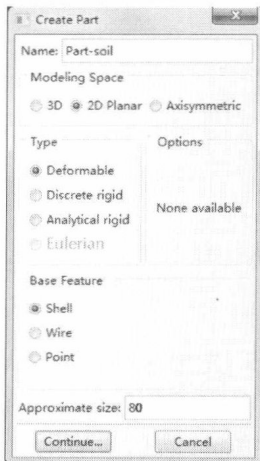 Create Part
Name: Part-soil
Modeling Space
3D 2D Planar Axisymmetric
Type
Deformable
Discrete rigid
Analytical rigid
Eulerian
Options
None available
Base Feature
Shell
Wire
Point
Approximate size: 80
Continue... Cancel